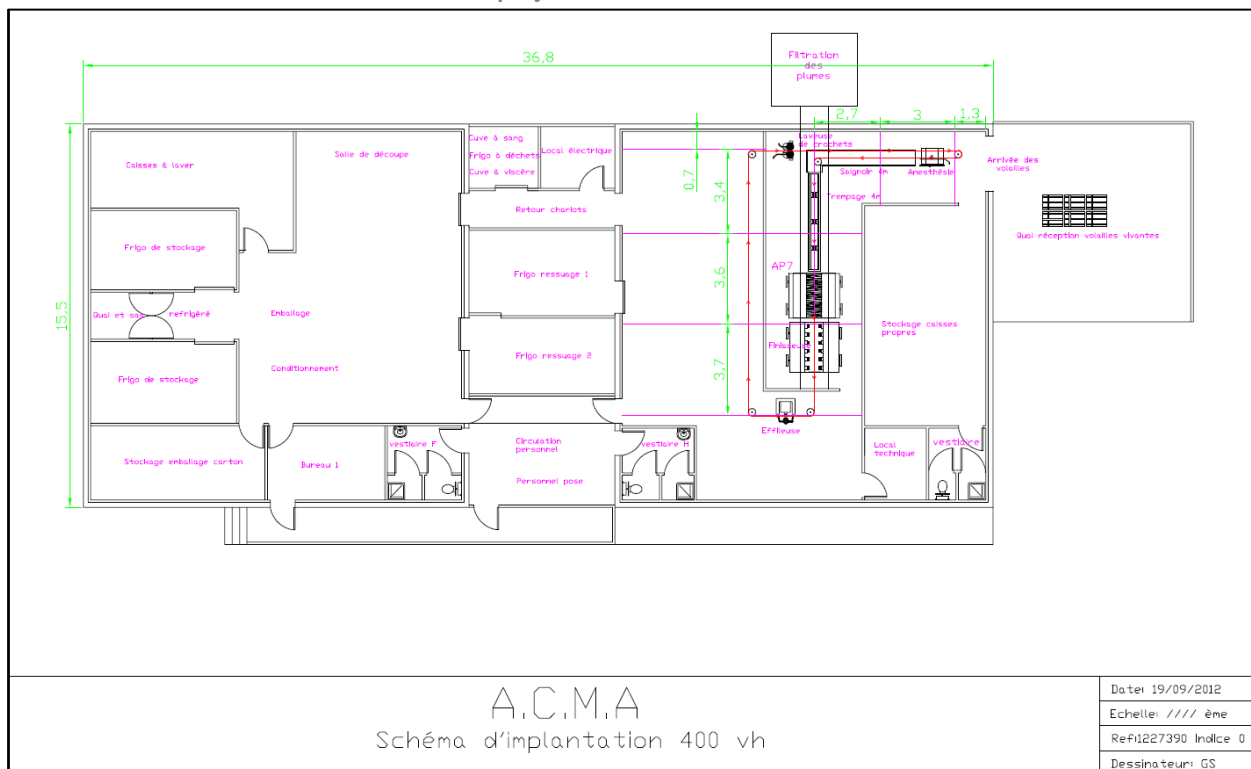 Filtration
des
plumes
36,8
2,7
3
1,3
Caisses à laver
Salle de découpe
Cuve à sang
Frigo à déchets
Cuve à viscère
Local électrique
Laveuse
de crochets
0,7
3,4
Saignoir 4m
Anesthésie
Arrivée des
volailles
Trempage 4m
Retour chariots
Quai réception volailles vivantes
Frigo de stockage
Frigo ressuage 1
AP7
3,6
15,5
Quai et sas
refrigéré
Emballage
Stockage caisses
propres
Finisseuse
Frigo ressuage 2
Conditionnement
3,7
Frigo de stockage
Effileuse
vestiaire F
Circulation
personnel
vestiaire H
Local
technique
vestiaire
Stockage emballage carton
Bureau 1
Personnel pose
A.C.M.A
Schéma d'implantation 400 vh
Date: 19/09/2012
Echelle: //// ème
Ref:1227390 Indice 0
Dessinateur: GS